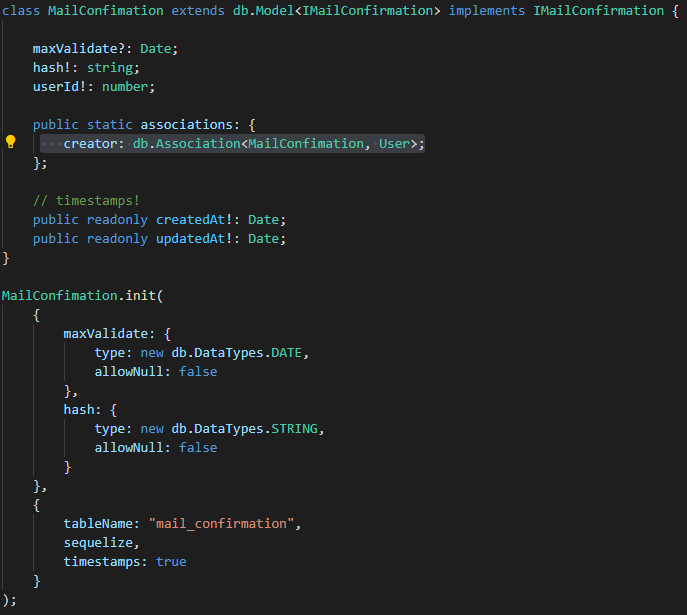 class MailConfimation extends db.Model<IMailConfirmation> implements IMailConfirmation {
maxValidate?: Date;
hash!: string;
userId!: number;
public static associations: {
creator: db.Association<MailConfimation, User>;
};
// timestamps!
public readonly createdAt!: Date;
public readonly updatedAt!: Date;
}
MailConfimation.init(
{
maxValidate: {
type: new db.DataTypes.DATE,
allowNull: false
},
hash: {
type: new db.DataTypes.STRING,
allowNull: false
}
},
{
tableName: "mail_confirmation",
sequelize,
timestamps: true
}
);